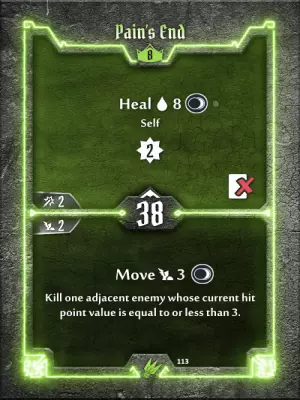 Pain's End
8
Heal 8
Self
2
2
38
2
Move 3
Kill one adjacent enemy whose current hit
point value is equal to or less than 3.
113